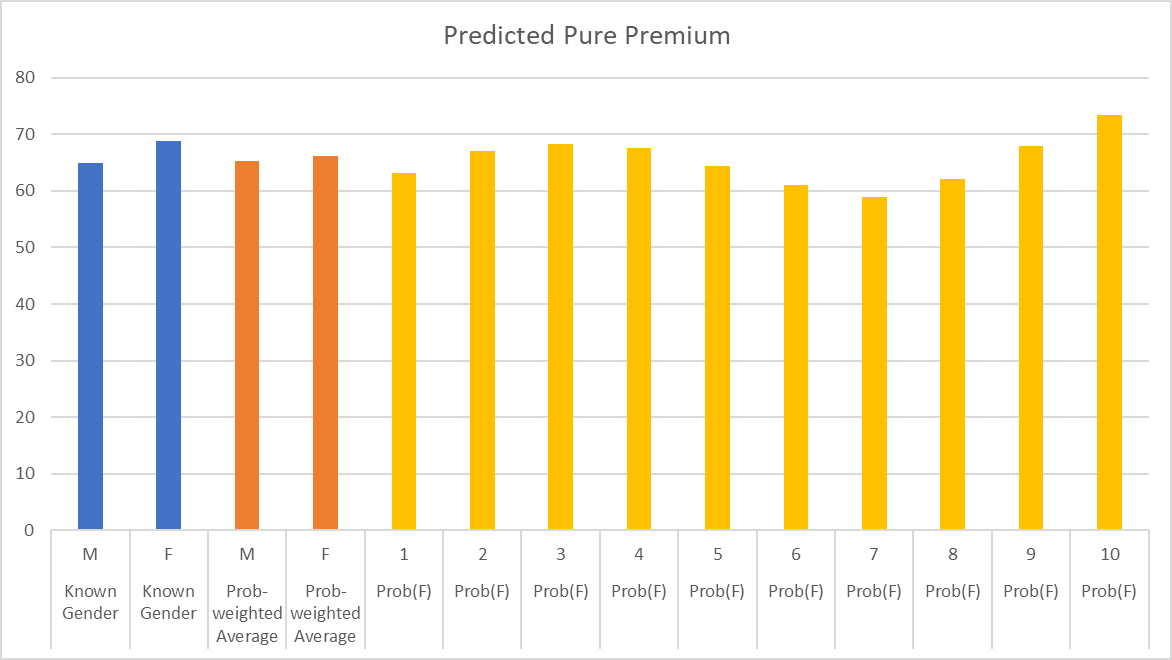 Predicted Pure Premium
80
70
60
50
40
30
20
10
0
M F M F 1 2 3 4 5 6 7 8 9 10
Known Gender
Known Gender
Prob-weighted Average
Prob-weighted Average
Prob(F) Prob(F) Prob(F) Prob(F) Prob(F) Prob(F) Prob(F) Prob(F) Prob(F) Prob(F)